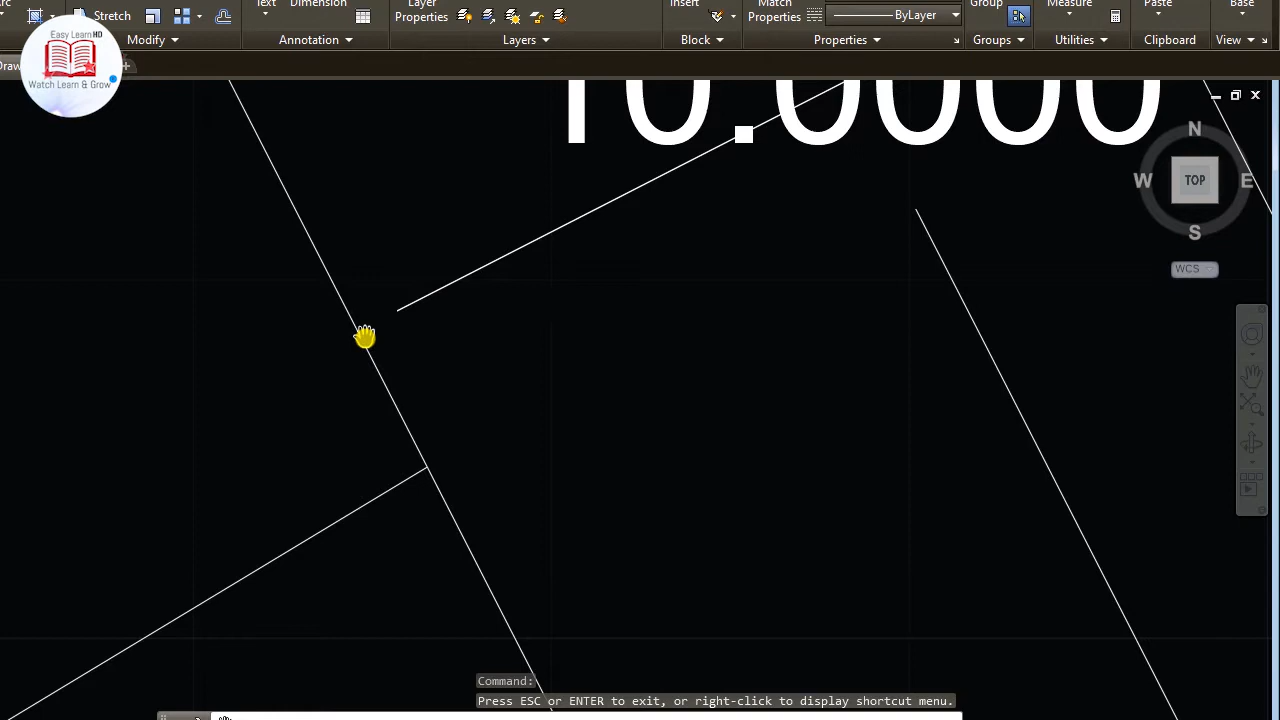 rc Stretch Text Dimension Layer Properties Insert Match Properties ByLayer Group Measure Paste Base
Modify Annotation Layers Block Properties Groups Utilities Clipboard View
Easy Learn HD
Watch Learn & Grow
Draw
10.0000
N
W TOP E
S
WCS
Command:
Press ESC or ENTER to exit, or right-click to display shortcut menu.